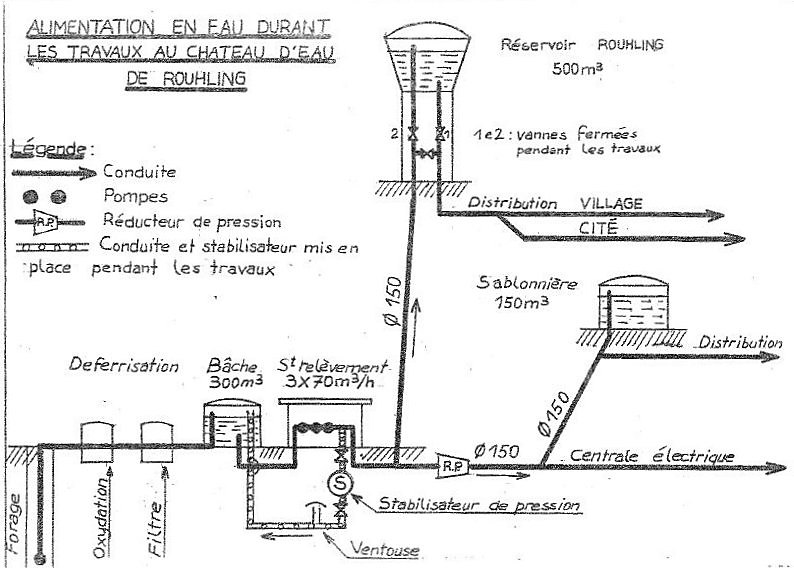 ALIMENTATION EN EAU DURANT
LES TRAVAUX AU CHATEAU D'EAU
DE ROUHLING
Réservoir ROUHLING
500m³
Légende :
Conduite
Pompes
R.P. Réducteur de pression
Conduite et stabilisateur mis en
place pendant les travaux
2
1
1 e 2 : vannes fermées
pendant les travaux
Distribution VILLAGE
CITÉ
Sablonnière
150m³
Distribution
Ø 150
Ø 150
Deferrisation
Bâche
300m³
St relèvement
3x70m³/h
R.P.
Ø 150
Centrale électrique
S
Stabilisateur de pression
Ventouse
Forage
Oxydation
Filtre